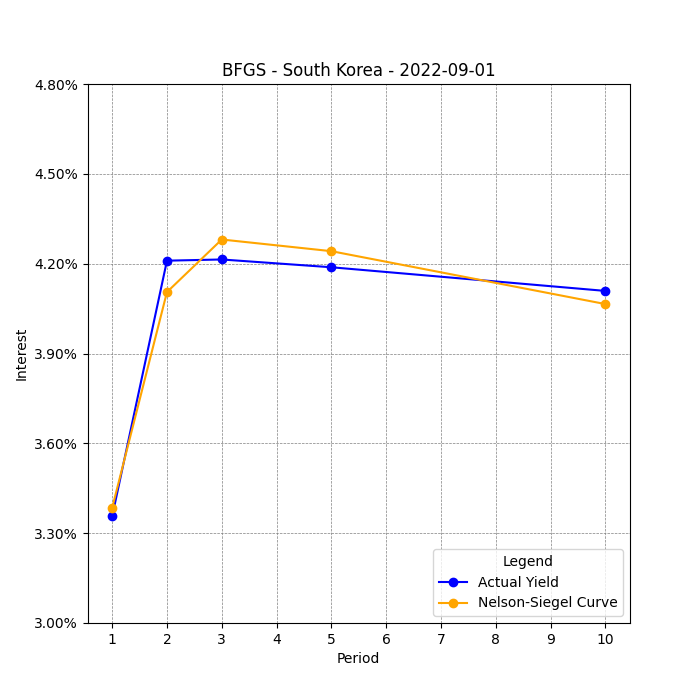 BFGS - South Korea - 2022-09-01
4.80%
4.50%
4.20%
3.90%
3.60%
3.30%
3.00%
Interest
1 2 3 4 5 6 7 8 9 10
Period
Legend
Actual Yield
Nelson-Siegel Curve